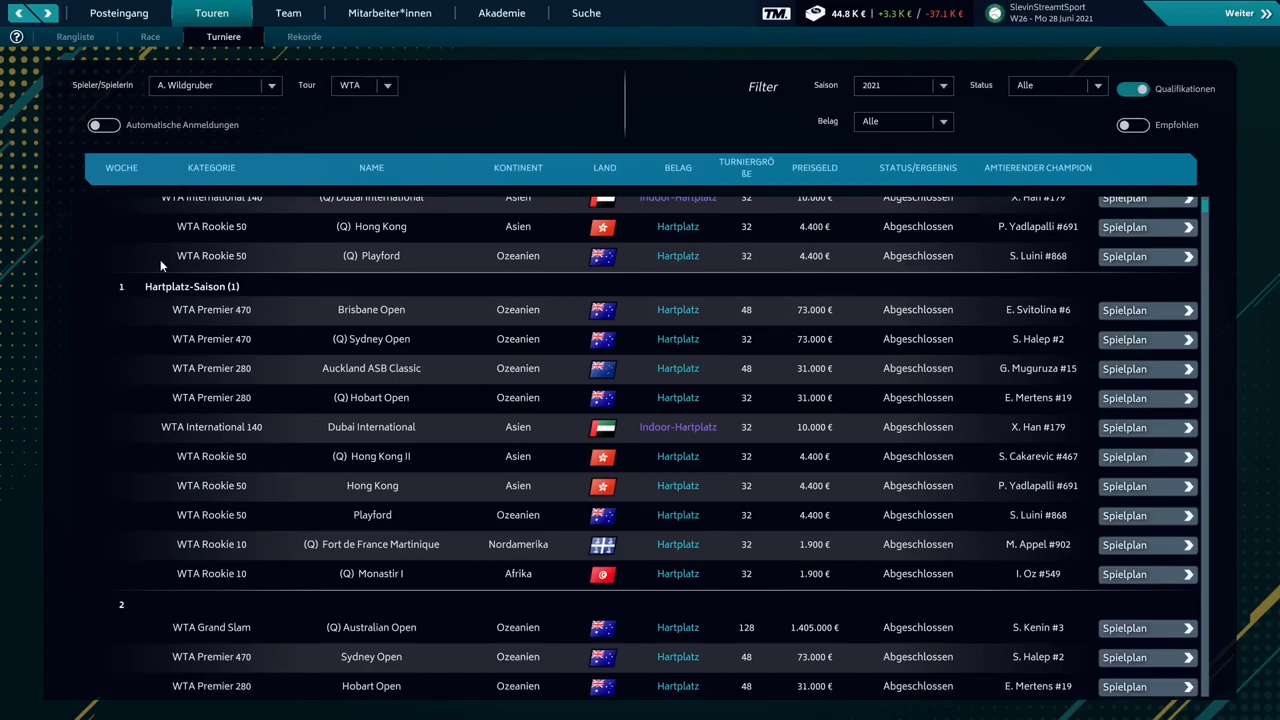 Posteingang Touren Team Mitarbeiter*innen Akademie Suche TM. 44.8 K € +3.3 K € / -37.1 K € SlevinStreamtSport Weiter
W26 - Mo 28 Juni 2021
? Rangliste Race Turniere Rekorde
Spieler/Spielerin A. Wildgruber Tour WTA Filter Saison 2021 Status Alle Qualifikationen
Automatische Anmeldungen Belag Alle Empfohlen
WOCHE KATEGORIE NAME KONTINENT LAND BELAG TURNIERGRÖ
ßE PREISGELD STATUS/ERGEBNIS AMTIERENDER CHAMPION
WTA International 140 (Q) Dubai International Asien Indoor-Hartplatz 32 10.000 € Abgeschlossen X. Han #179 Spielplan
WTA Rookie 50 (Q) Hong Kong Asien Hartplatz 32 4.400 € Abgeschlossen P. Yadlapalli #691 Spielplan
WTA Rookie 50 (Q) Playford Ozeanien Hartplatz 32 4.400 € Abgeschlossen S. Luini #868 Spielplan
1 Hartplatz-Saison (1)
WTA Premier 470 Brisbane Open Ozeanien Hartplatz 48 73.000 € Abgeschlossen E. Svitolina #6 Spielplan
WTA Premier 470 (Q) Sydney Open Ozeanien Hartplatz 32 73.000 € Abgeschlossen S. Halep #2 Spielplan
WTA Premier 280 Auckland ASB Classic Ozeanien Hartplatz 48 31.000 € Abgeschlossen G. Muguruza #15 Spielplan
WTA Premier 280 (Q) Hobart Open Ozeanien Hartplatz 32 31.000 € Abgeschlossen E. Mertens #19 Spielplan
WTA International 140 Dubai International Asien Indoor-Hartplatz 32 10.000 € Abgeschlossen X. Han #179 Spielplan
WTA Rookie 50 (Q) Hong Kong II Asien Hartplatz 32 4.400 € Abgeschlossen S. Cakarevic #467 Spielplan
WTA Rookie 50 Hong Kong Asien Hartplatz 32 4.400 € Abgeschlossen P. Yadlapalli #691 Spielplan
WTA Rookie 50 Playford Ozeanien Hartplatz 32 4.400 € Abgeschlossen S. Luini #868 Spielplan
WTA Rookie 10 (Q) Fort de France Martinique Nordamerika Hartplatz 32 1.900 € Abgeschlossen M. Appel #902 Spielplan
WTA Rookie 10 (Q) Monastir I Afrika Hartplatz 32 1.900 € Abgeschlossen I. Oz #549 Spielplan
2
WTA Grand Slam (Q) Australian Open Ozeanien Hartplatz 128 1.405.000 € Abgeschlossen S. Kenin #3 Spielplan
WTA Premier 470 Sydney Open Ozeanien Hartplatz 48 73.000 € Abgeschlossen S. Halep #2 Spielplan
WTA Premier 280 Hobart Open Ozeanien Hartplatz 48 31.000 € Abgeschlossen E. Mertens #19 Spielplan